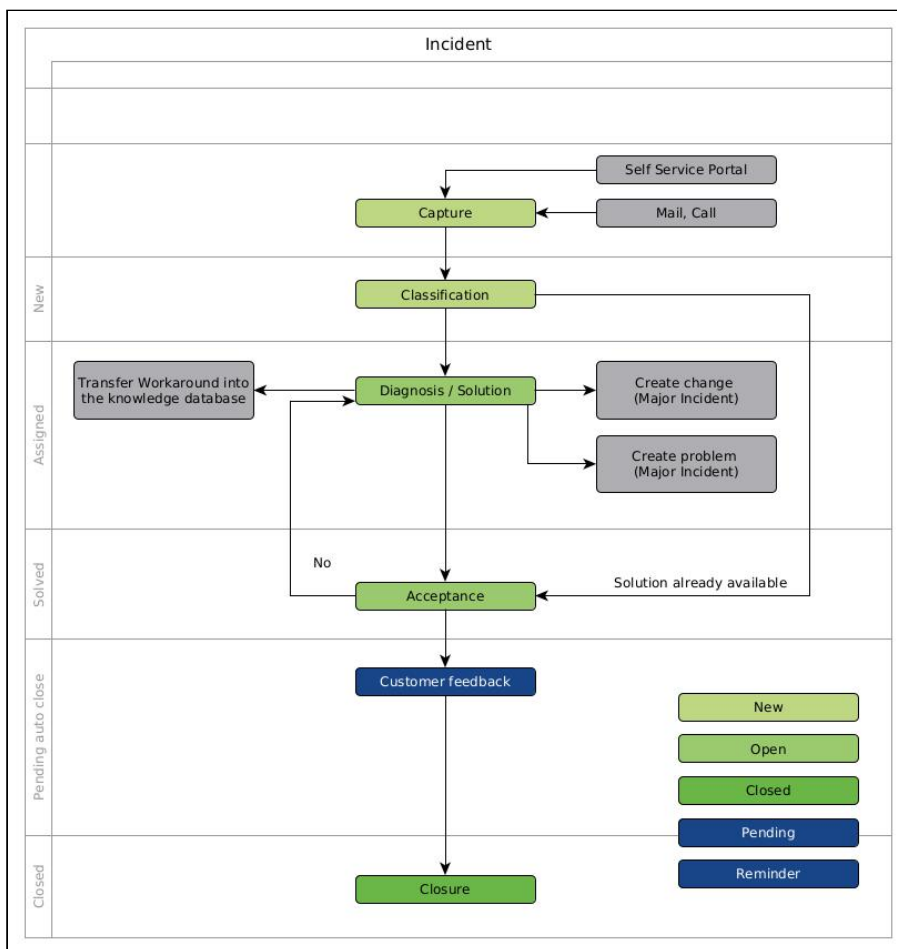 Incident
Self Service Portal
Capture
Mail, Call
New
Classification
Assigned
Transfer Workaround into
the knowledge database
Diagnosis / Solution
Create change
(Major Incident)
Create problem
(Major Incident)
Solved
No
Solution already available
Acceptance
Pending auto close
Customer feedback
New
Open
Closed
Pending
Reminder
Closed
Closure